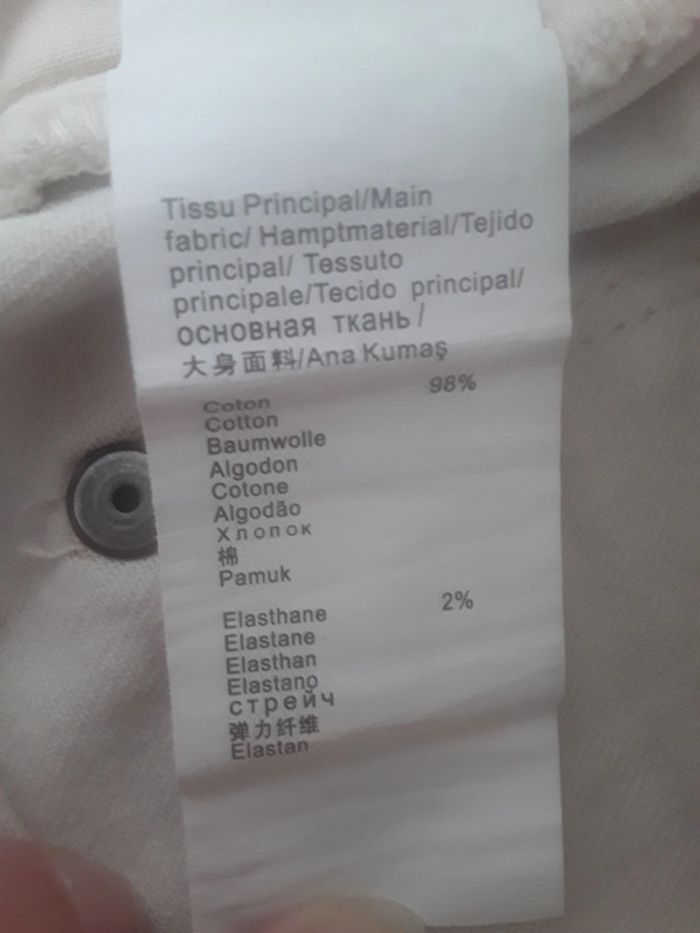 Tissu Principal/Main
fabric/ Hamptmaterial/Tejido
principal/ Tessuto
principale/Tecido principal/
основная ткань/
大身面料/Ana Kumaş
98%
Coton
Cotton
Baumwolle
Algodon
Cotone
Algodão
Хлопок
棉
Pamuk
Elasthane 2%
Elastane
Elasthan
Elastano
стрейч
弹力纤维
Elastan